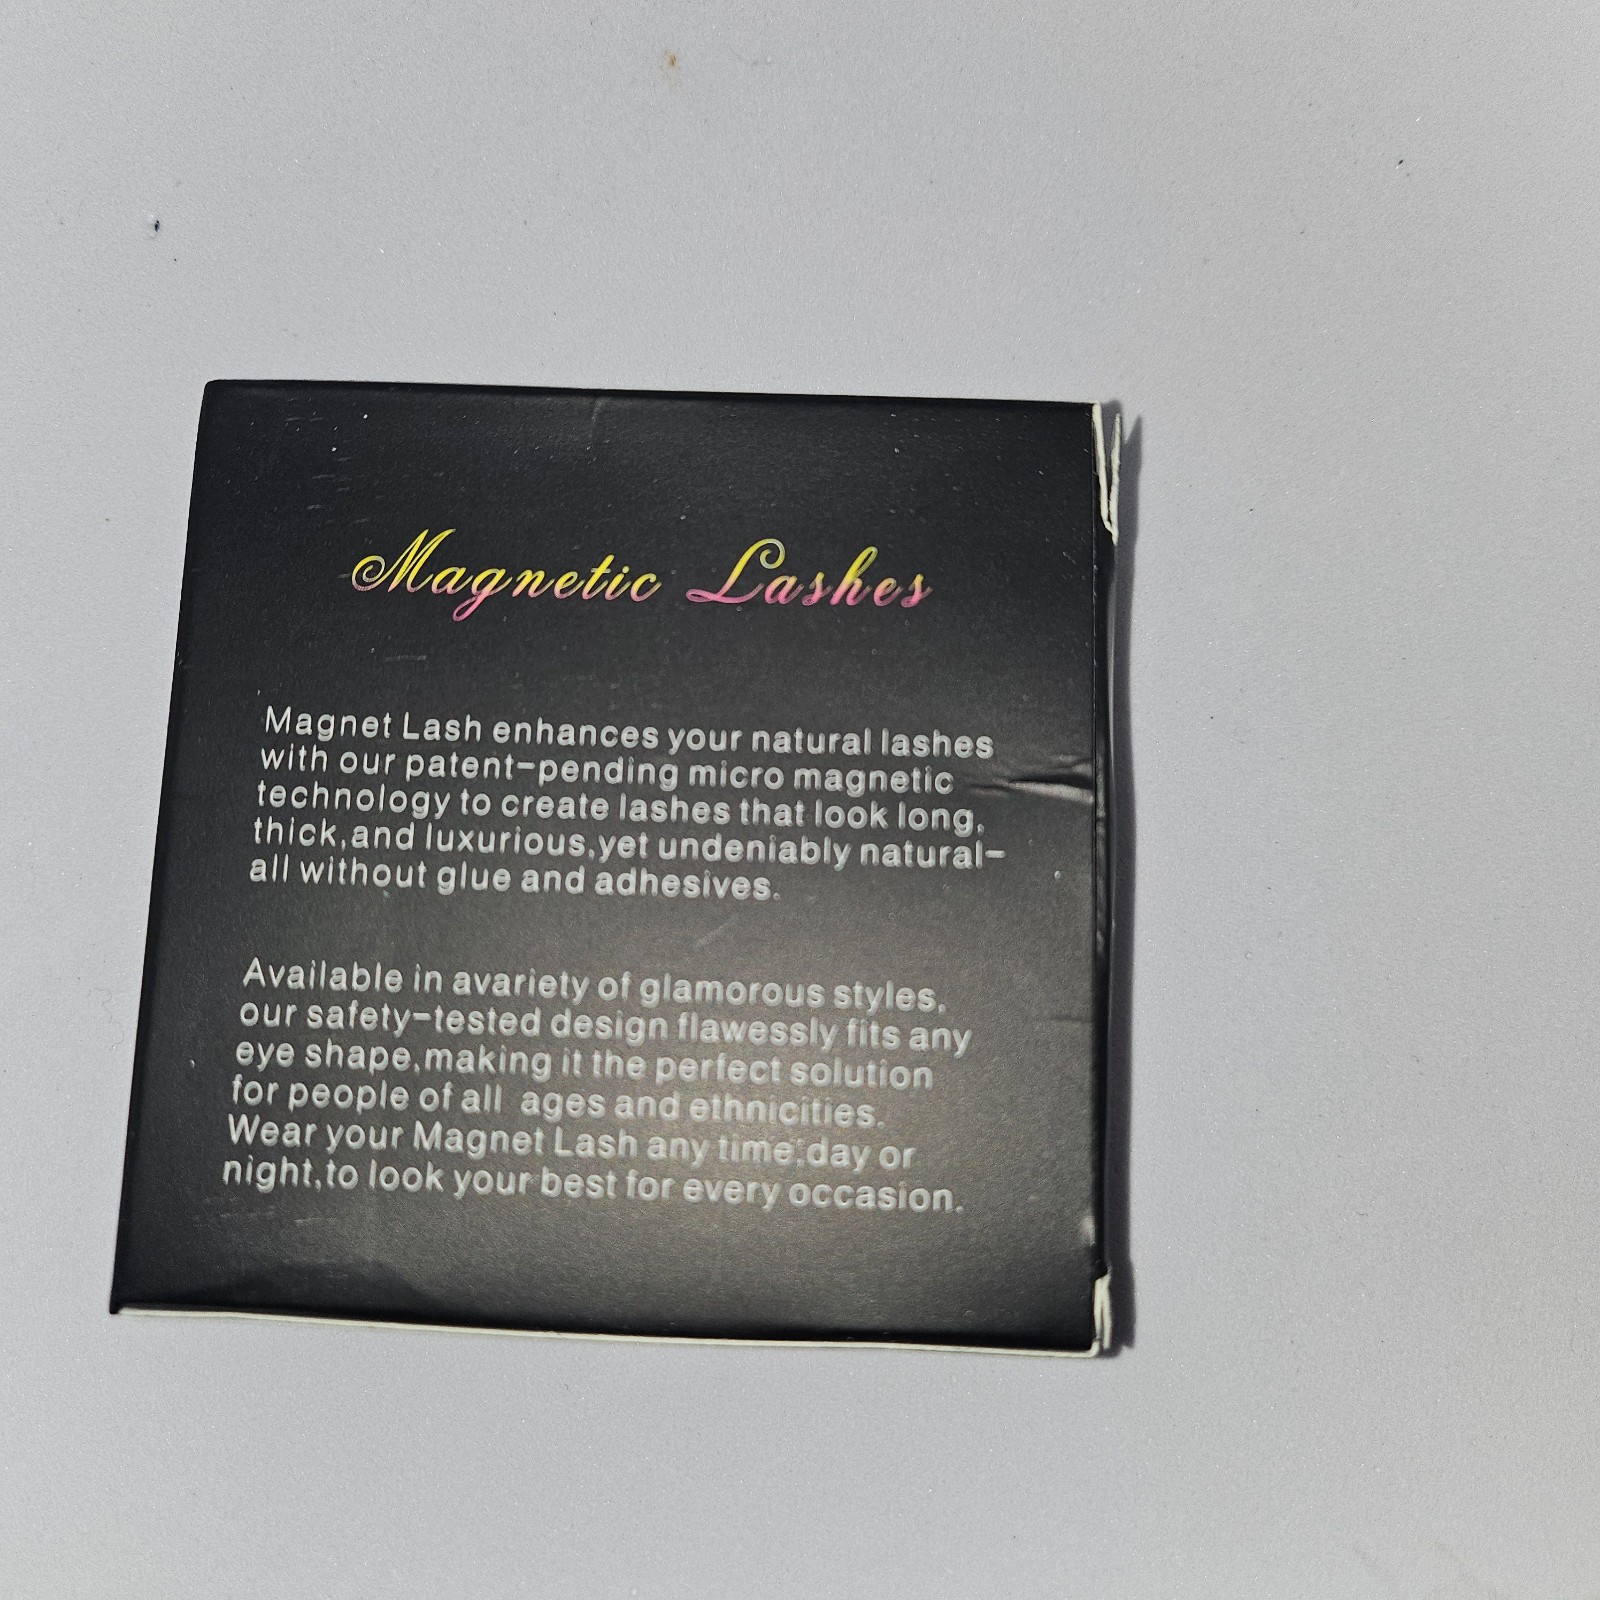 Magnetic Lashes
Magnet Lash enhances your natural lashes
with our patent-pending micro magnetic
technology to create lashes that look long,
thick,and luxurious,yet undeniably natural-
all without glue and adhesives.
Available in avariety of glamorous styles,
our safety-tested design flawessly fits any
eye shape,making it the perfect solution
for people of all ages and ethnicities.
Wear your Magnet Lash any time,day or
night,to look your best for every occasion.